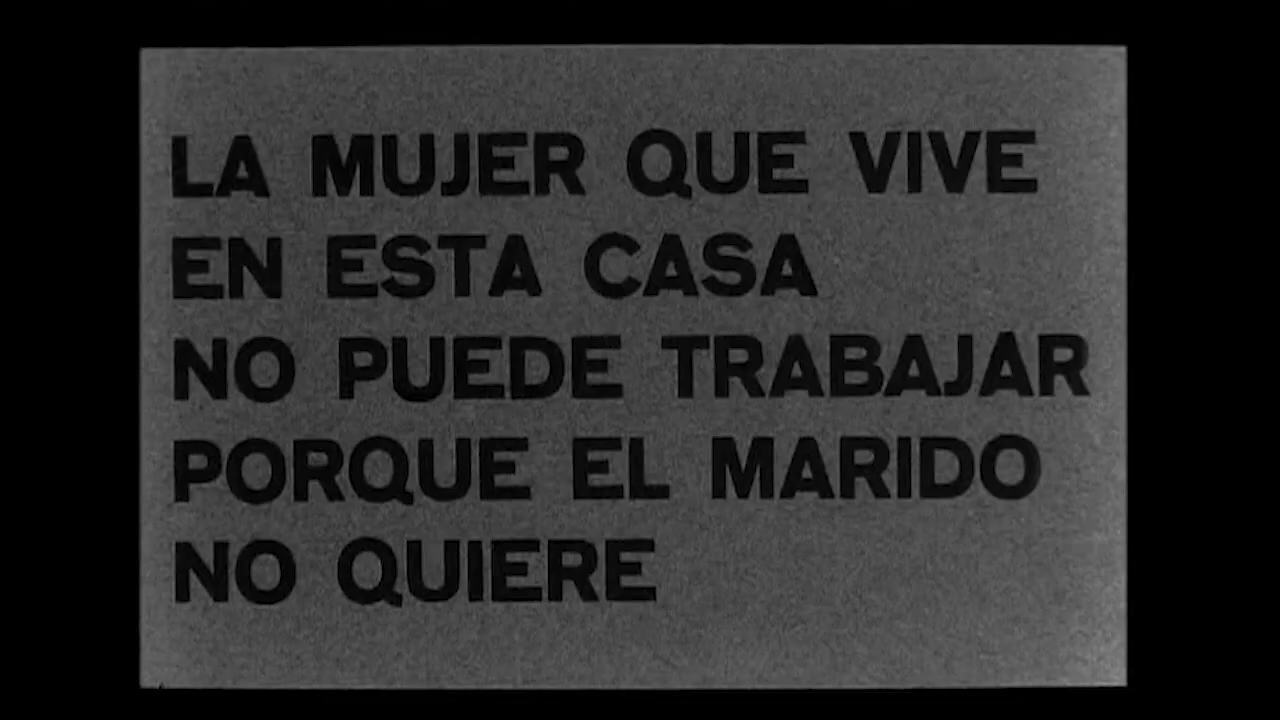 LA MUJER QUE VIVE
EN ESTA CASA
NO PUEDE TRABAJAR
PORQUE EL MARIDO
NO QUIERE